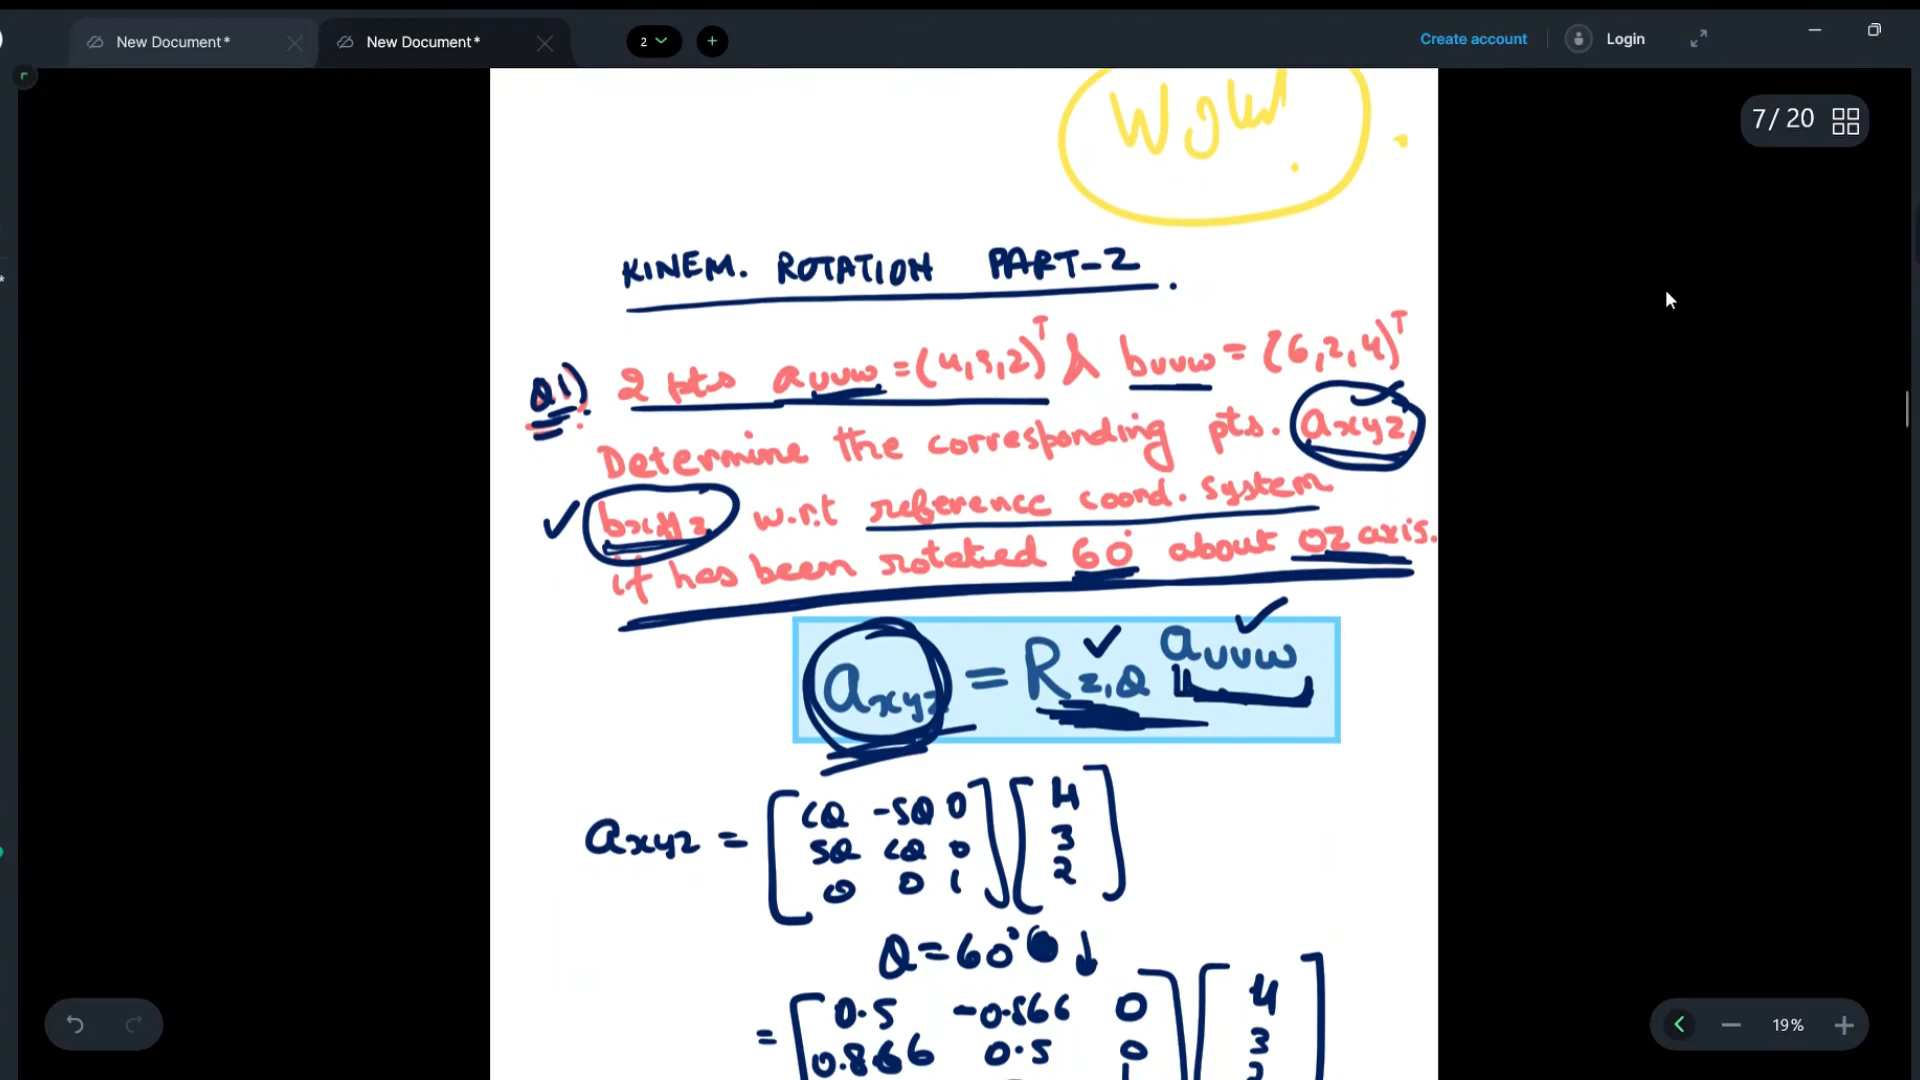 New Document*
New Document*
2
+
Create account
Login
7/ 20
KINEM. ROTATION PART-2.
Q1) 2 pts auvw = (4,3,2)ᵀ & buvw = (6,2,4)ᵀ
Determine the corresponding pts. axyz,
bxyz w.r.t reference coord. system
if has been rotated 60° about OZ axis.
axyz = Rz,θ auvw
axyz = [cθ -sθ 0] [4]
[sθ cθ 0] [3]
[0 0 1] [2]
θ=60° ↓
= [0.5 -0.866 0] [4]
0.866 0.5 0 3
19%